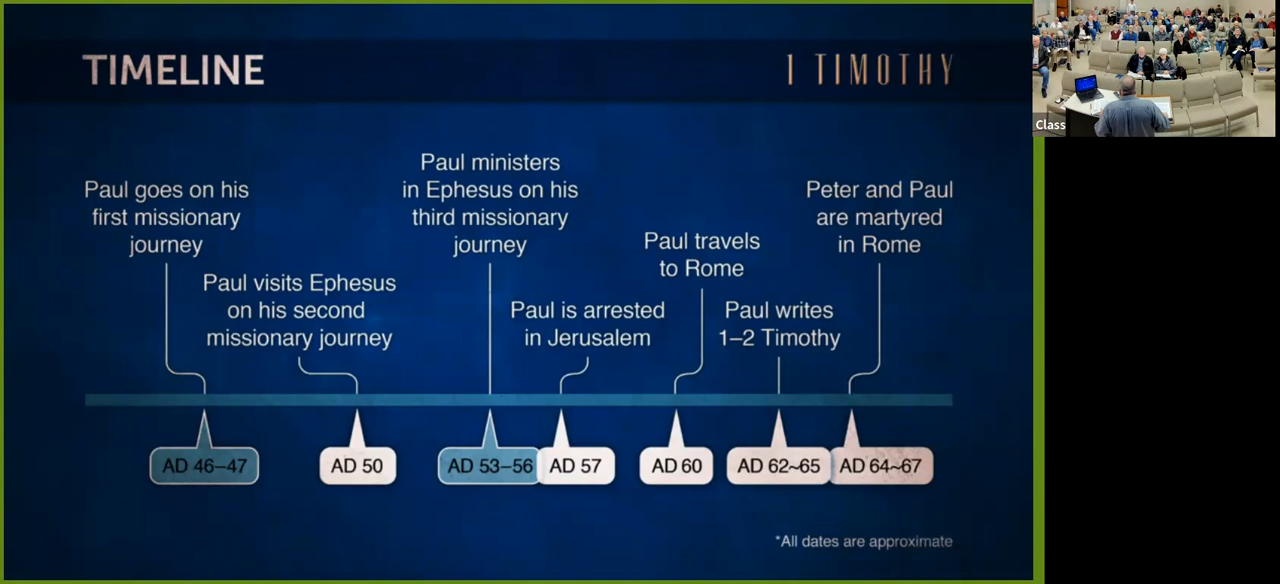 TIMELINE
1 TIMOTHY
Paul goes on his
first missionary
journey
Paul visits Ephesus
on his second
missionary journey
Paul ministers
in Ephesus on his
third missionary
journey
Paul is arrested
in Jerusalem
Paul travels
to Rome
Paul writes
1–2 Timothy
Peter and Paul
are martyred
in Rome
AD 46–47
AD 50
AD 53–56
AD 57
AD 60
AD 62~65
AD 64~67
*All dates are approximate
Class